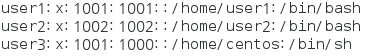 user1: x: 1001: 1001: : /home/user1: /bin/bash
user2: x: 1002: 1002: : /home/user2: /bin/bash
user3: x: 1001: 1000: : /home/centos: /bin/sh